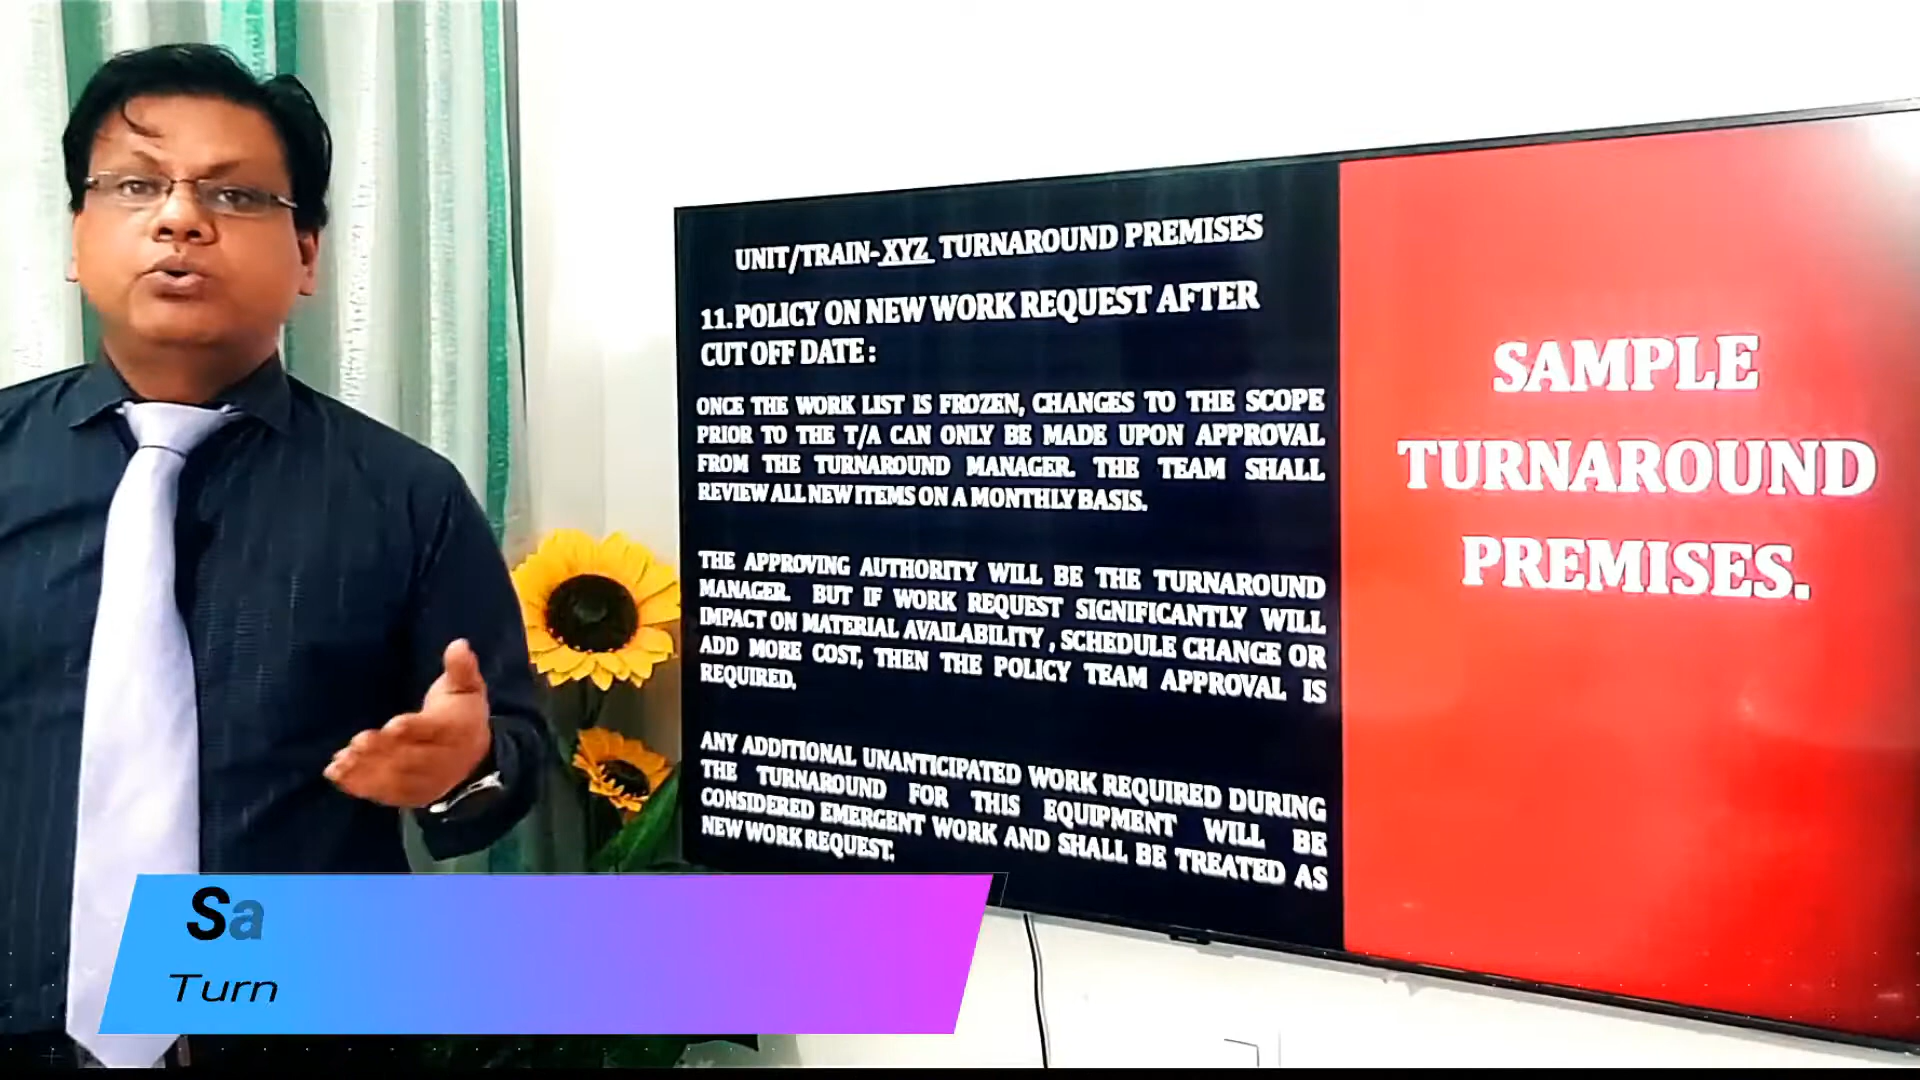 UNIT/TRAIN-XYZ TURNAROUND PREMISES
11. POLICY ON NEW WORK REQUEST AFTER
CUT OFF DATE :
ONCE THE WORK LIST IS FROZEN, CHANGES TO THE SCOPE
PRIOR TO THE T/A CAN ONLY BE MADE UPON APPROVAL
FROM THE TURNAROUND MANAGER. THE TEAM SHALL
REVIEW ALL NEW ITEMS ON A MONTHLY BASIS.
THE APPROVING AUTHORITY WILL BE THE TURNAROUND
MANAGER. BUT IF WORK REQUEST SIGNIFICANTLY WILL
IMPACT ON MATERIAL AVAILABILITY , SCHEDULE CHANGE OR
ADD MORE COST, THEN THE POLICY TEAM APPROVAL IS
REQUIRED.
ANY ADDITIONAL UNANTICIPATED WORK REQUIRED DURING
THE TURNAROUND FOR THIS EQUIPMENT WILL BE
CONSIDERED EMERGENT WORK AND SHALL BE TREATED AS
NEW WORK REQUEST.
SAMPLE
TURNAROUND
PREMISES.
Sa
Turn